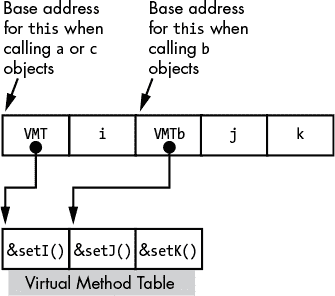 Base address
for this when
calling a or c
objects
Base address
for this when
calling b
objects
VMT i VMTb j k
&setI() &setJ() &setK()
Virtual Method Table